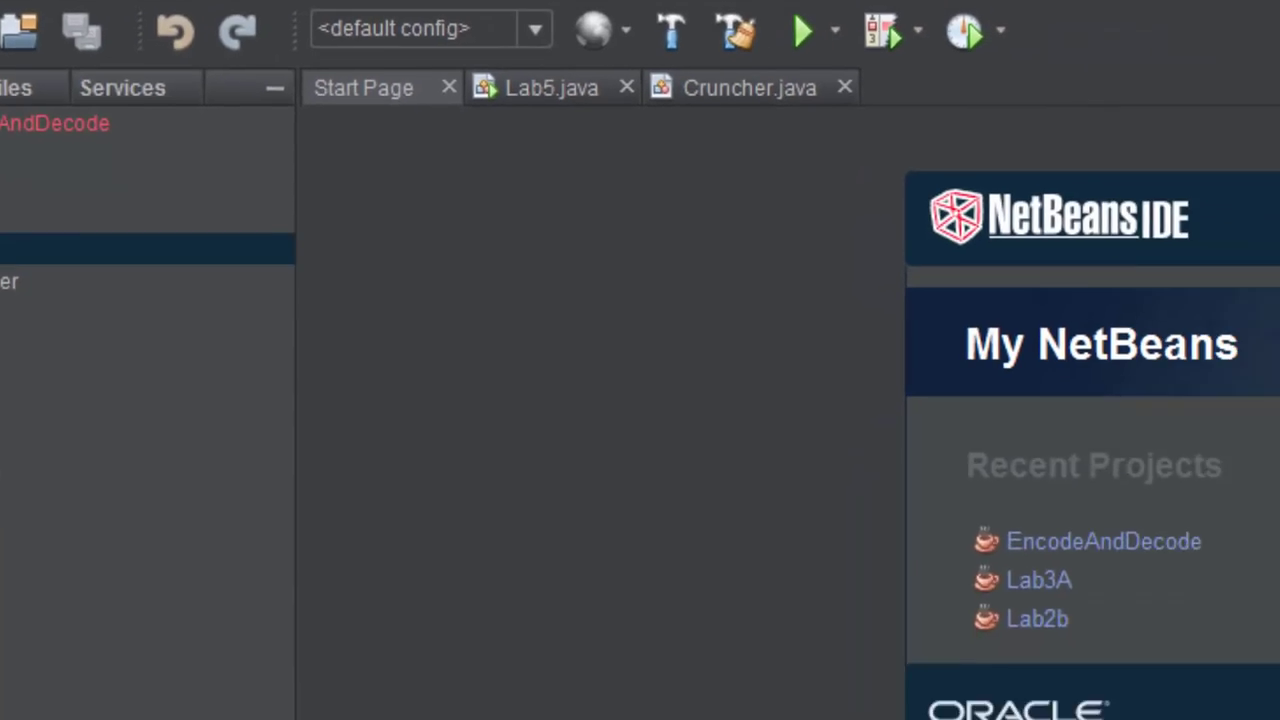 <default config>
iles
Services
Start Page
Lab5.java
Cruncher.java
AndDecode
er
NetBeans IDE
My NetBeans
Recent Projects
EncodeAndDecode
Lab3A
Lab2b
ORACLE